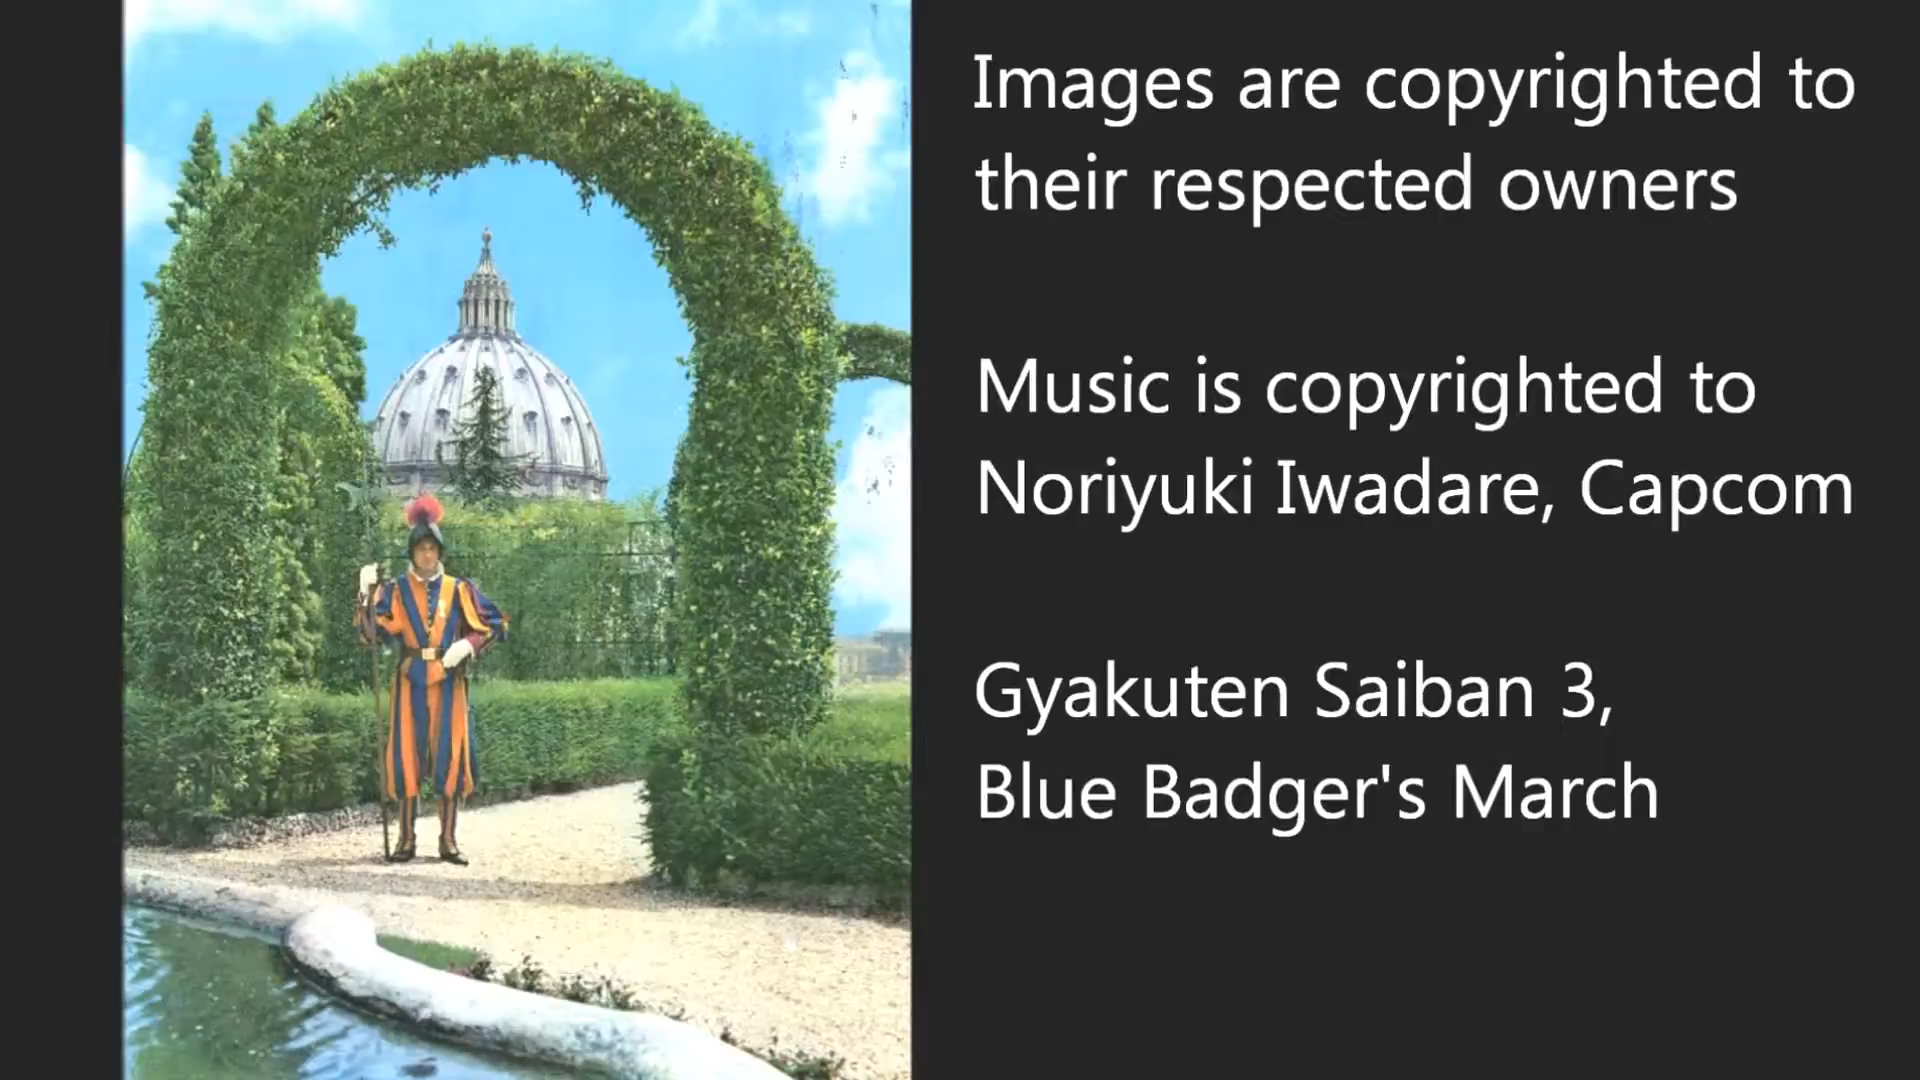 Images are copyrighted to
their respected owners
Music is copyrighted to
Noriyuki Iwadare, Capcom
Gyakuten Saiban 3,
Blue Badger's March